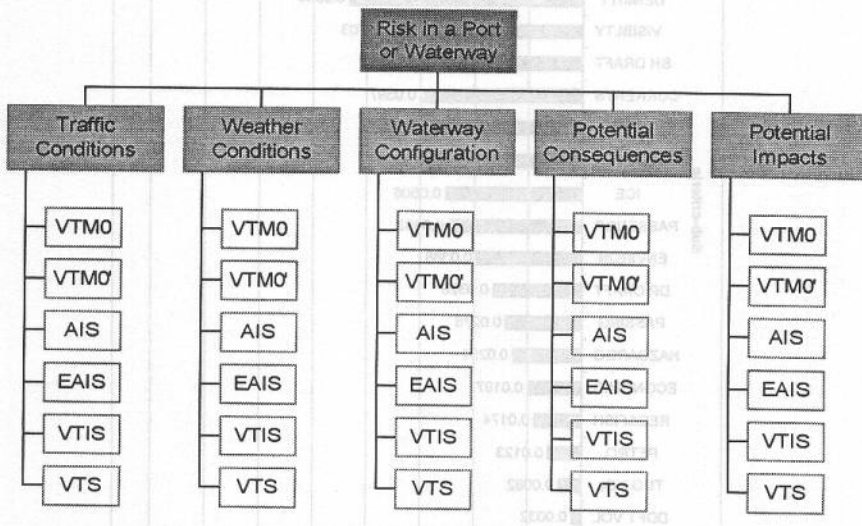 Risk in a Port
or Waterway
Traffic
Conditions
VTM0
VTM0'
AIS
EAIS
VTIS
VTS
Weather
Conditions
VTM0
VTM0'
AIS
EAIS
VTIS
VTS
Waterway
Configuration
VTM0
VTM0'
AIS
EAIS
VTIS
VTS
Potential
Consequences
VTM0
VTM0'
AIS
EAIS
VTIS
VTS
Potential
Impacts
VTM0
VTM0'
AIS
EAIS
VTIS
VTS